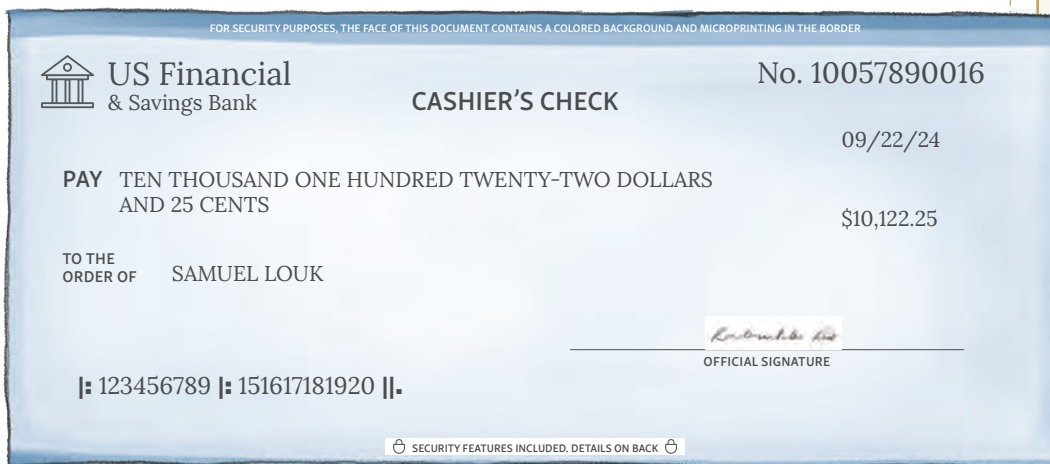 FOR SECURITY PURPOSES, THE FACE OF THIS DOCUMENT CONTAINS A COLORED BACKGROUND AND MICROPRINTING IN THE BORDER
US Financial
& Savings Bank
CASHIER’S CHECK
No. 10057890016
09/22/24
PAY TEN THOUSAND ONE HUNDRED TWENTY-TWO DOLLARS
AND 25 CENTS
$10,122.25
TO THE
ORDER OF SAMUEL LOUK
OFFICIAL SIGNATURE
|: 123456789 |: 151617181920 ||.
SECURITY FEATURES INCLUDED. DETAILS ON BACK